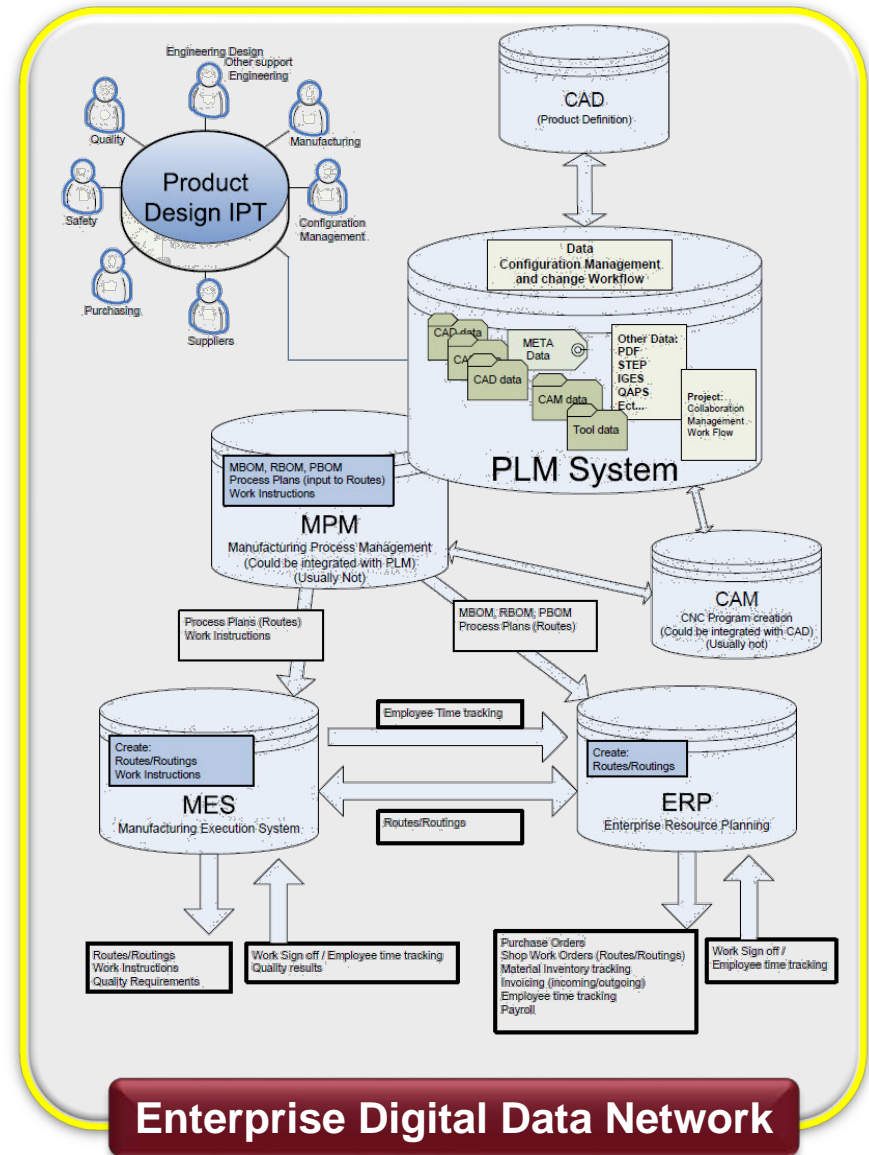 Engineering Design
Other support
Engineering
Quality
Manufacturing
Product
Design IPT
Safety
Configuration
Management
Purchasing
Suppliers
CAD
(Product Definition)
Data
Configuration Management
and change Workflow
CAD data
CAD data
META
Data
CAM data
Tool data
Other Data:
PDF
STEP
IGES
QAPS
Ect...
Project:
Collaboration
Management
Work Flow
PLM System
MBOM, RBOM, PBOM
Process Plans (input to Routes)
Work Instructions
MPM
Manufacturing Process Management
(Could be integrated with PLM)
(Usually Not)
CAM
CNC Program creation
(Could be integrated with CAD)
(Usually not)
Process Plans (Routes)
Work Instructions
MBOM, RBOM, PBOM
Process Plans (Routes)
Employee Time tracking
Create:
Routes/Routings
Work Instructions
MES
Manufacturing Execution System
Routes/Routings
Create:
Routes/Routings
ERP
Enterprise Resource Planning
Routes/Routings
Work Instructions
Quality Requirements
Work Sign off / Employee time tracking
Quality results
Purchase Orders
Shop Work Orders (Routes/Routings)
Material Inventory tracking
Invoicing (incoming/outgoing)
Employee time tracking
Payroll
Work Sign off /
Employee time tracking
Enterprise Digital Data Network